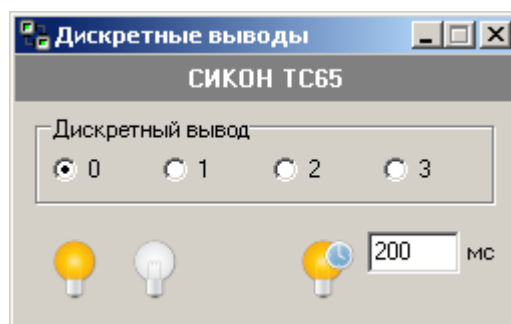 Дискретные выводы
СИКОН ТС65
Дискретный вывод
0 1 2 3
200 мс